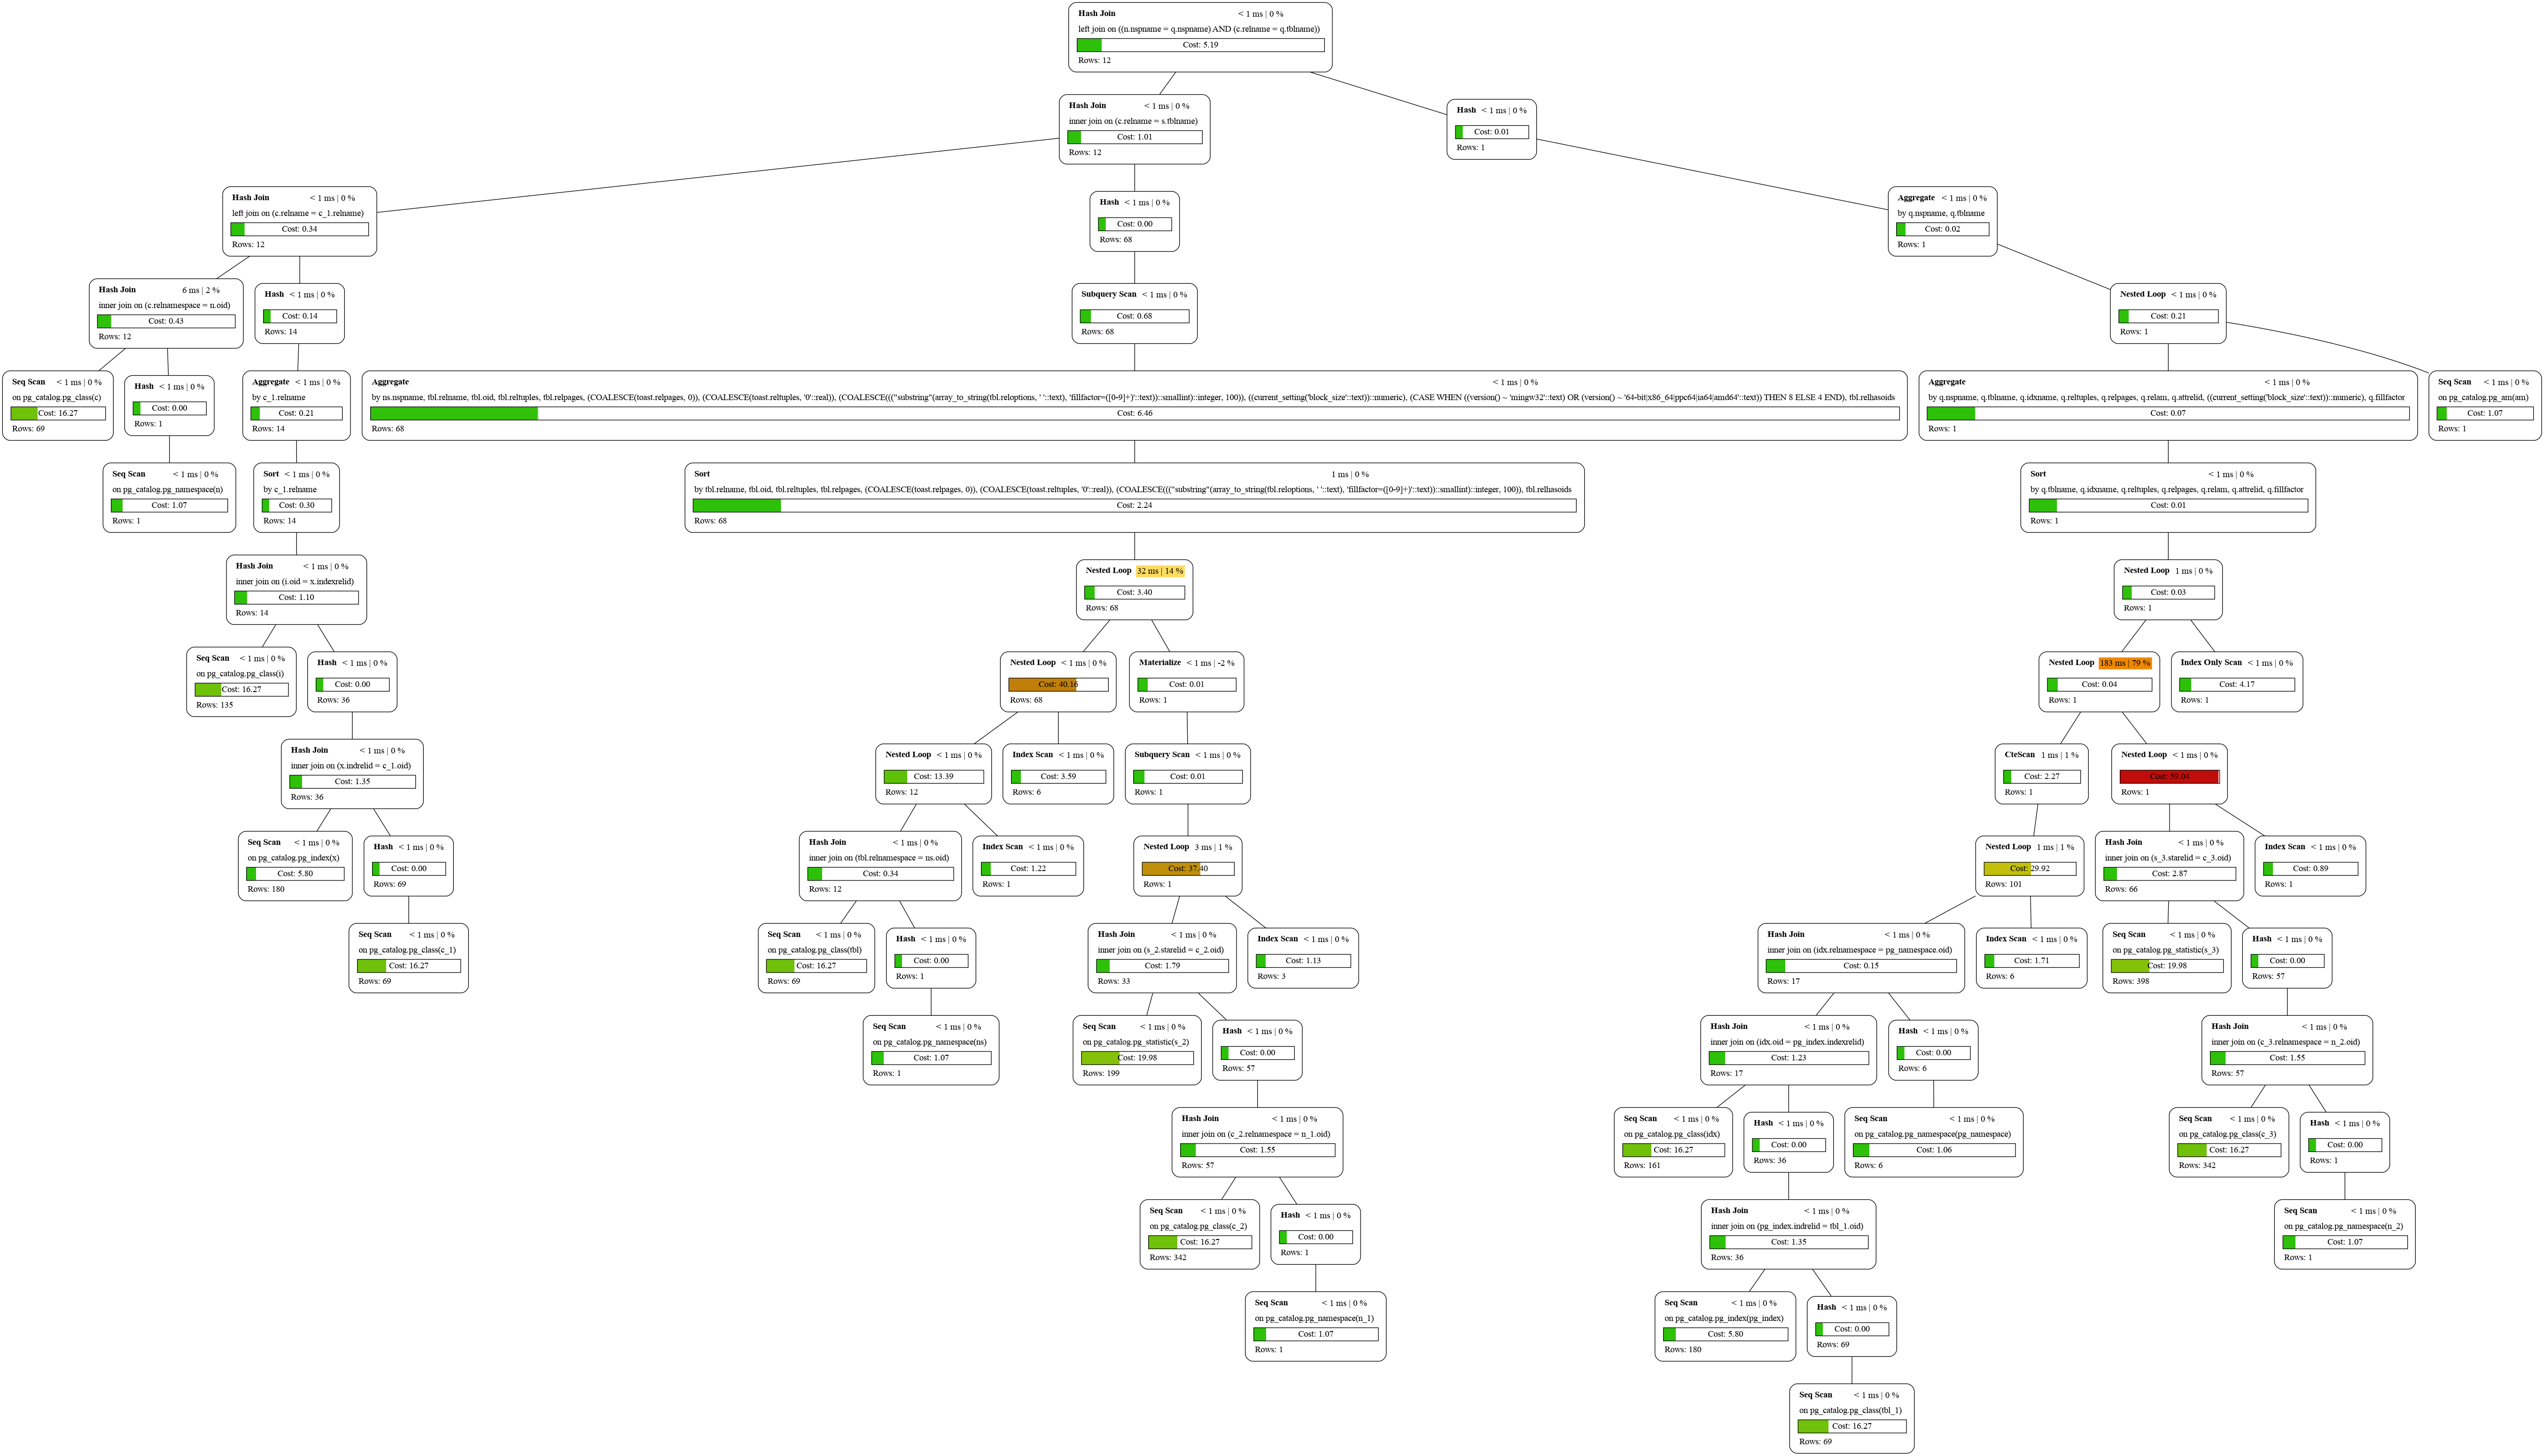 Hash Join < 1 ms | 0 %
left join on ((n.nspname = q.nspname) AND (c.relname = q.tblname))
Cost: 5.19
Rows: 12
Hash Join < 1 ms | 0 %
inner join on (c.relname = s.tblname)
Cost: 1.01
Rows: 12
Hash < 1 ms | 0 %
Cost: 0.01
Rows: 1
Hash Join < 1 ms | 0 %
left join on (c.relname = c_1.relname)
Cost: 0.34
Rows: 12
Hash < 1 ms | 0 %
Cost: 0.00
Rows: 68
Aggregate < 1 ms | 0 %
by q.nspname, q.tblname
Cost: 0.02
Rows: 1
Hash Join 6 ms | 2 %
inner join on (c.relnamespace = n.oid)
Cost: 0.43
Rows: 12
Hash < 1 ms | 0 %
Cost: 0.14
Rows: 14
Subquery Scan < 1 ms | 0 %
Cost: 0.68
Rows: 68
Nested Loop < 1 ms | 0 %
Cost: 0.21
Rows: 1
Seq Scan < 1 ms | 0 %
on pg_catalog.pg_class(c)
Cost: 16.27
Rows: 69
Hash < 1 ms | 0 %
Cost: 0.00
Rows: 1
Aggregate < 1 ms | 0 %
by c_1.relname
Cost: 0.21
Rows: 14
Aggregate < 1 ms | 0 %
by ns.nspname, tbl.relname, tbl.oid, tbl.reltuples, tbl.relpages, (COALESCE(toast.relpages, 0)), (COALESCE(toast.reltuples, '0'::real)), (COALESCE((("substring"(array_to_string(tbl.reloptions, ' '::text), 'fillfactor=([0-9]+)'::text))::smallint)::integer, 100)), ((current_setting('block_size'::text))::numeric), (CASE WHEN ((version() ~ 'mingw32'::text) OR (version() ~ '64-bit|x86_64|ppc64|ia64|amd64'::text)) THEN 8 ELSE 4 END), tbl.relhasoids
Cost: 6.46
Rows: 68
Aggregate < 1 ms | 0 %
by q.nspname, q.tblname, q.idxname, q.reltuples, q.relpages, q.relam, q.attrelid, ((current_setting('block_size'::text))::numeric), q.fillfactor
Cost: 0.07
Rows: 1
Seq Scan < 1 ms | 0 %
on pg_catalog.pg_am(am)
Cost: 1.07
Rows: 1
Seq Scan < 1 ms | 0 %
on pg_catalog.pg_namespace(n)
Cost: 1.07
Rows: 1
Sort < 1 ms | 0 %
by c_1.relname
Cost: 0.30
Rows: 14
Sort 1 ms | 0 %
by tbl.relname, tbl.oid, tbl.reltuples, tbl.relpages, (COALESCE(toast.relpages, 0)), (COALESCE(toast.reltuples, '0'::real)), (COALESCE((("substring"(array_to_string(tbl.reloptions, ' '::text), 'fillfactor=([0-9]+)'::text))::smallint)::integer, 100)), tbl.relhasoids
Cost: 2.24
Rows: 68
Sort < 1 ms | 0 %
by q.tblname, q.idxname, q.reltuples, q.relpages, q.relam, q.attrelid, q.fillfactor
Cost: 0.01
Rows: 1
Hash Join < 1 ms | 0 %
inner join on (i.oid = x.indexrelid)
Cost: 1.10
Rows: 14
Nested Loop 32 ms | 14 %
Cost: 3.40
Rows: 68
Nested Loop 1 ms | 0 %
Cost: 0.03
Rows: 1
Seq Scan < 1 ms | 0 %
on pg_catalog.pg_class(i)
Cost: 16.27
Rows: 135
Hash < 1 ms | 0 %
Cost: 0.00
Rows: 36
Nested Loop < 1 ms | 0 %
Cost: 40.16
Rows: 68
Materialize < 1 ms | -2 %
Cost: 0.01
Rows: 1
Nested Loop 183 ms | 79 %
Cost: 0.04
Rows: 1
Index Only Scan < 1 ms | 0 %
Cost: 4.17
Rows: 1
Hash Join < 1 ms | 0 %
inner join on (x.indrelid = c_1.oid)
Cost: 1.35
Rows: 36
Nested Loop < 1 ms | 0 %
Cost: 13.39
Rows: 12
Index Scan < 1 ms | 0 %
Cost: 3.59
Rows: 6
Subquery Scan < 1 ms | 0 %
Cost: 0.01
Rows: 1
CteScan 1 ms | 1 %
Cost: 2.27
Rows: 1
Nested Loop < 1 ms | 0 %
Cost: 59.04
Rows: 1
Seq Scan < 1 ms | 0 %
on pg_catalog.pg_index(x)
Cost: 5.80
Rows: 180
Hash < 1 ms | 0 %
Cost: 0.00
Rows: 69
Hash Join < 1 ms | 0 %
inner join on (tbl.relnamespace = ns.oid)
Cost: 0.34
Rows: 12
Index Scan < 1 ms | 0 %
Cost: 1.22
Rows: 1
Nested Loop 3 ms | 1 %
Cost: 37.40
Rows: 1
Nested Loop 1 ms | 1 %
Cost: 29.92
Rows: 101
Hash Join < 1 ms | 0 %
inner join on (s_3.starelid = c_3.oid)
Cost: 2.87
Rows: 66
Index Scan < 1 ms | 0 %
Cost: 0.89
Rows: 1
Seq Scan < 1 ms | 0 %
on pg_catalog.pg_class(c_1)
Cost: 16.27
Rows: 69
Seq Scan < 1 ms | 0 %
on pg_catalog.pg_class(tbl)
Cost: 16.27
Rows: 69
Hash < 1 ms | 0 %
Cost: 0.00
Rows: 1
Hash Join < 1 ms | 0 %
inner join on (s_2.starelid = c_2.oid)
Cost: 1.79
Rows: 33
Index Scan < 1 ms | 0 %
Cost: 1.13
Rows: 3
Hash Join < 1 ms | 0 %
inner join on (idx.relnamespace = pg_namespace.oid)
Cost: 0.15
Rows: 17
Index Scan < 1 ms | 0 %
Cost: 1.71
Rows: 6
Seq Scan < 1 ms | 0 %
on pg_catalog.pg_statistic(s_3)
Cost: 19.98
Rows: 398
Hash < 1 ms | 0 %
Cost: 0.00
Rows: 57
Seq Scan < 1 ms | 0 %
on pg_catalog.pg_namespace(ns)
Cost: 1.07
Rows: 1
Seq Scan < 1 ms | 0 %
on pg_catalog.pg_statistic(s_2)
Cost: 19.98
Rows: 199
Hash < 1 ms | 0 %
Cost: 0.00
Rows: 57
Hash Join < 1 ms | 0 %
inner join on (idx.oid = pg_index.indexrelid)
Cost: 1.23
Rows: 17
Hash < 1 ms | 0 %
Cost: 0.00
Rows: 6
Hash Join < 1 ms | 0 %
inner join on (c_3.relnamespace = n_2.oid)
Cost: 1.55
Rows: 57
Hash Join < 1 ms | 0 %
inner join on (c_2.relnamespace = n_1.oid)
Cost: 1.55
Rows: 57
Seq Scan < 1 ms | 0 %
on pg_catalog.pg_class(idx)
Cost: 16.27
Rows: 161
Hash < 1 ms | 0 %
Cost: 0.00
Rows: 36
Seq Scan < 1 ms | 0 %
on pg_catalog.pg_namespace(pg_namespace)
Cost: 1.06
Rows: 6
Seq Scan < 1 ms | 0 %
on pg_catalog.pg_class(c_3)
Cost: 16.27
Rows: 342
Hash < 1 ms | 0 %
Cost: 0.00
Rows: 1
Seq Scan < 1 ms | 0 %
on pg_catalog.pg_class(c_2)
Cost: 16.27
Rows: 342
Hash < 1 ms | 0 %
Cost: 0.00
Rows: 1
Hash Join < 1 ms | 0 %
inner join on (pg_index.indrelid = tbl_1.oid)
Cost: 1.35
Rows: 36
Seq Scan < 1 ms | 0 %
on pg_catalog.pg_namespace(n_2)
Cost: 1.07
Rows: 1
Seq Scan < 1 ms | 0 %
on pg_catalog.pg_namespace(n_1)
Cost: 1.07
Rows: 1
Seq Scan < 1 ms | 0 %
on pg_catalog.pg_index(pg_index)
Cost: 5.80
Rows: 180
Hash < 1 ms | 0 %
Cost: 0.00
Rows: 69
Seq Scan < 1 ms | 0 %
on pg_catalog.pg_class(tbl_1)
Cost: 16.27
Rows: 69